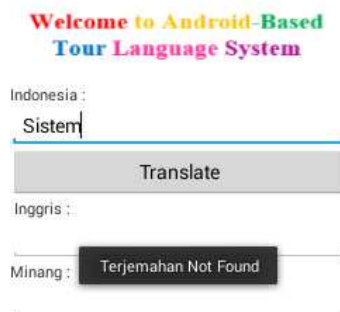 Welcome to Android-Based
Tour Language System
Indonesia :
Sistem
Translate
Inggris :
Terjemahan Not Found
Minang :